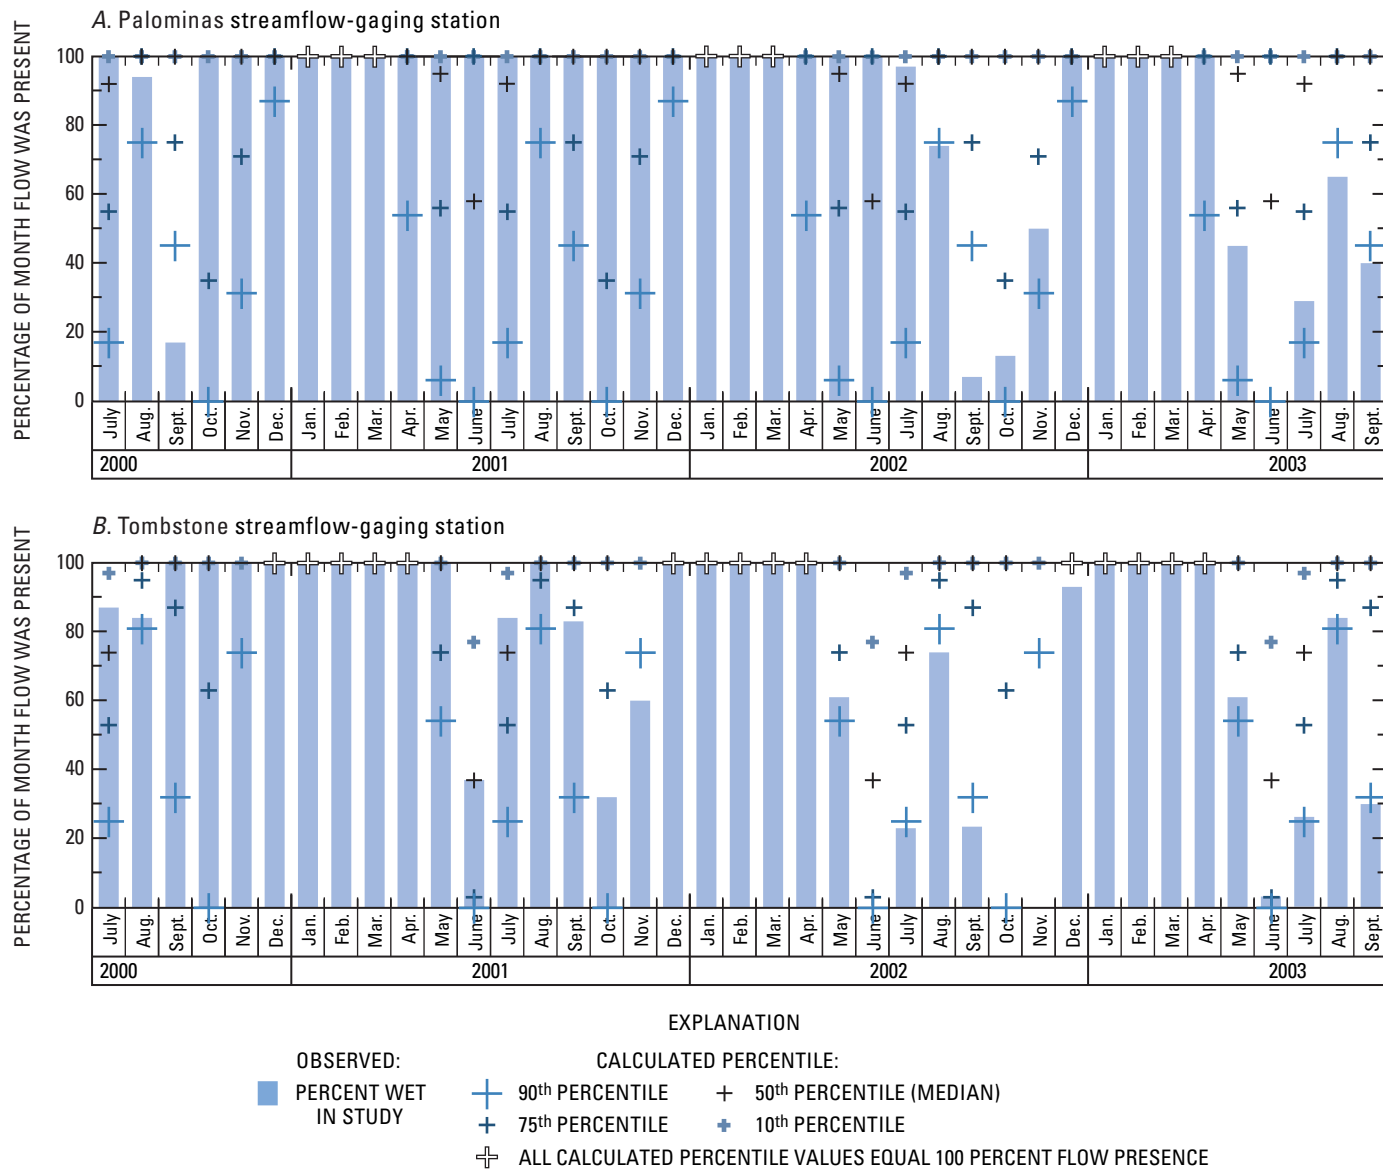 A. Palominas streamflow-gaging station
PERCENTAGE OF MONTH FLOW WAS PRESENT
100
80
60
40
20
0
July Aug. Sept. Oct. Nov. Dec. Jan. Feb. Mar. Apr. May June July Aug. Sept. Oct. Nov. Dec. Jan. Feb. Mar. Apr. May June July Aug. Sept. Oct. Nov. Dec. Jan. Feb. Mar. Apr. May June July Aug. Sept.
2000 2001 2002 2003
B. Tombstone streamflow-gaging station
PERCENTAGE OF MONTH FLOW WAS PRESENT
100
80
60
40
20
0
July Aug. Sept. Oct. Nov. Dec. Jan. Feb. Mar. Apr. May June July Aug. Sept. Oct. Nov. Dec. Jan. Feb. Mar. Apr. May June July Aug. Sept. Oct. Nov. Dec. Jan. Feb. Mar. Apr. May June July Aug. Sept.
2000 2001 2002 2003
EXPLANATION
OBSERVED:
PERCENT WET
IN STUDY
CALCULATED PERCENTILE:
90th PERCENTILE
50th PERCENTILE (MEDIAN)
75th PERCENTILE
10th PERCENTILE
ALL CALCULATED PERCENTILE VALUES EQUAL 100 PERCENT FLOW PRESENCE